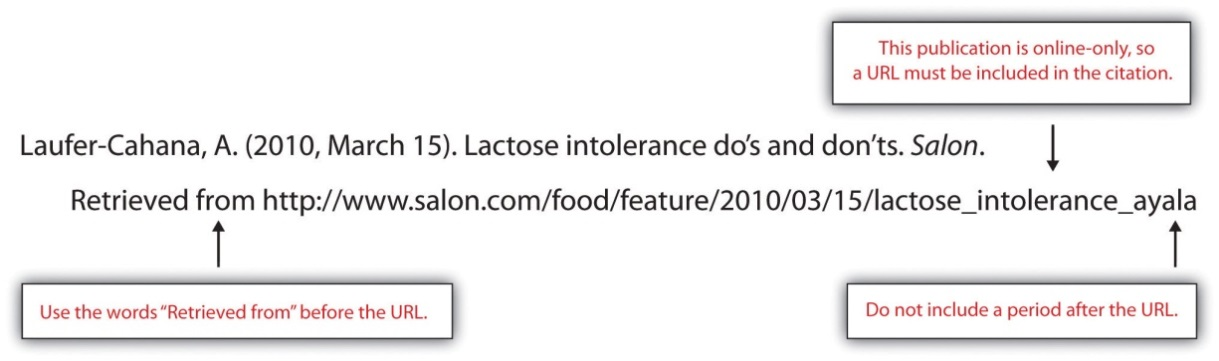 This publication is online-only, so
a URL must be included in the citation.
Laufer-Cahana, A. (2010, March 15). Lactose intolerance do's and don'ts. Salon.
Retrieved from http://www.salon.com/food/feature/2010/03/15/lactose_intolerance_ayala
Use the words “Retrieved from” before the URL.
Do not include a period after the URL.